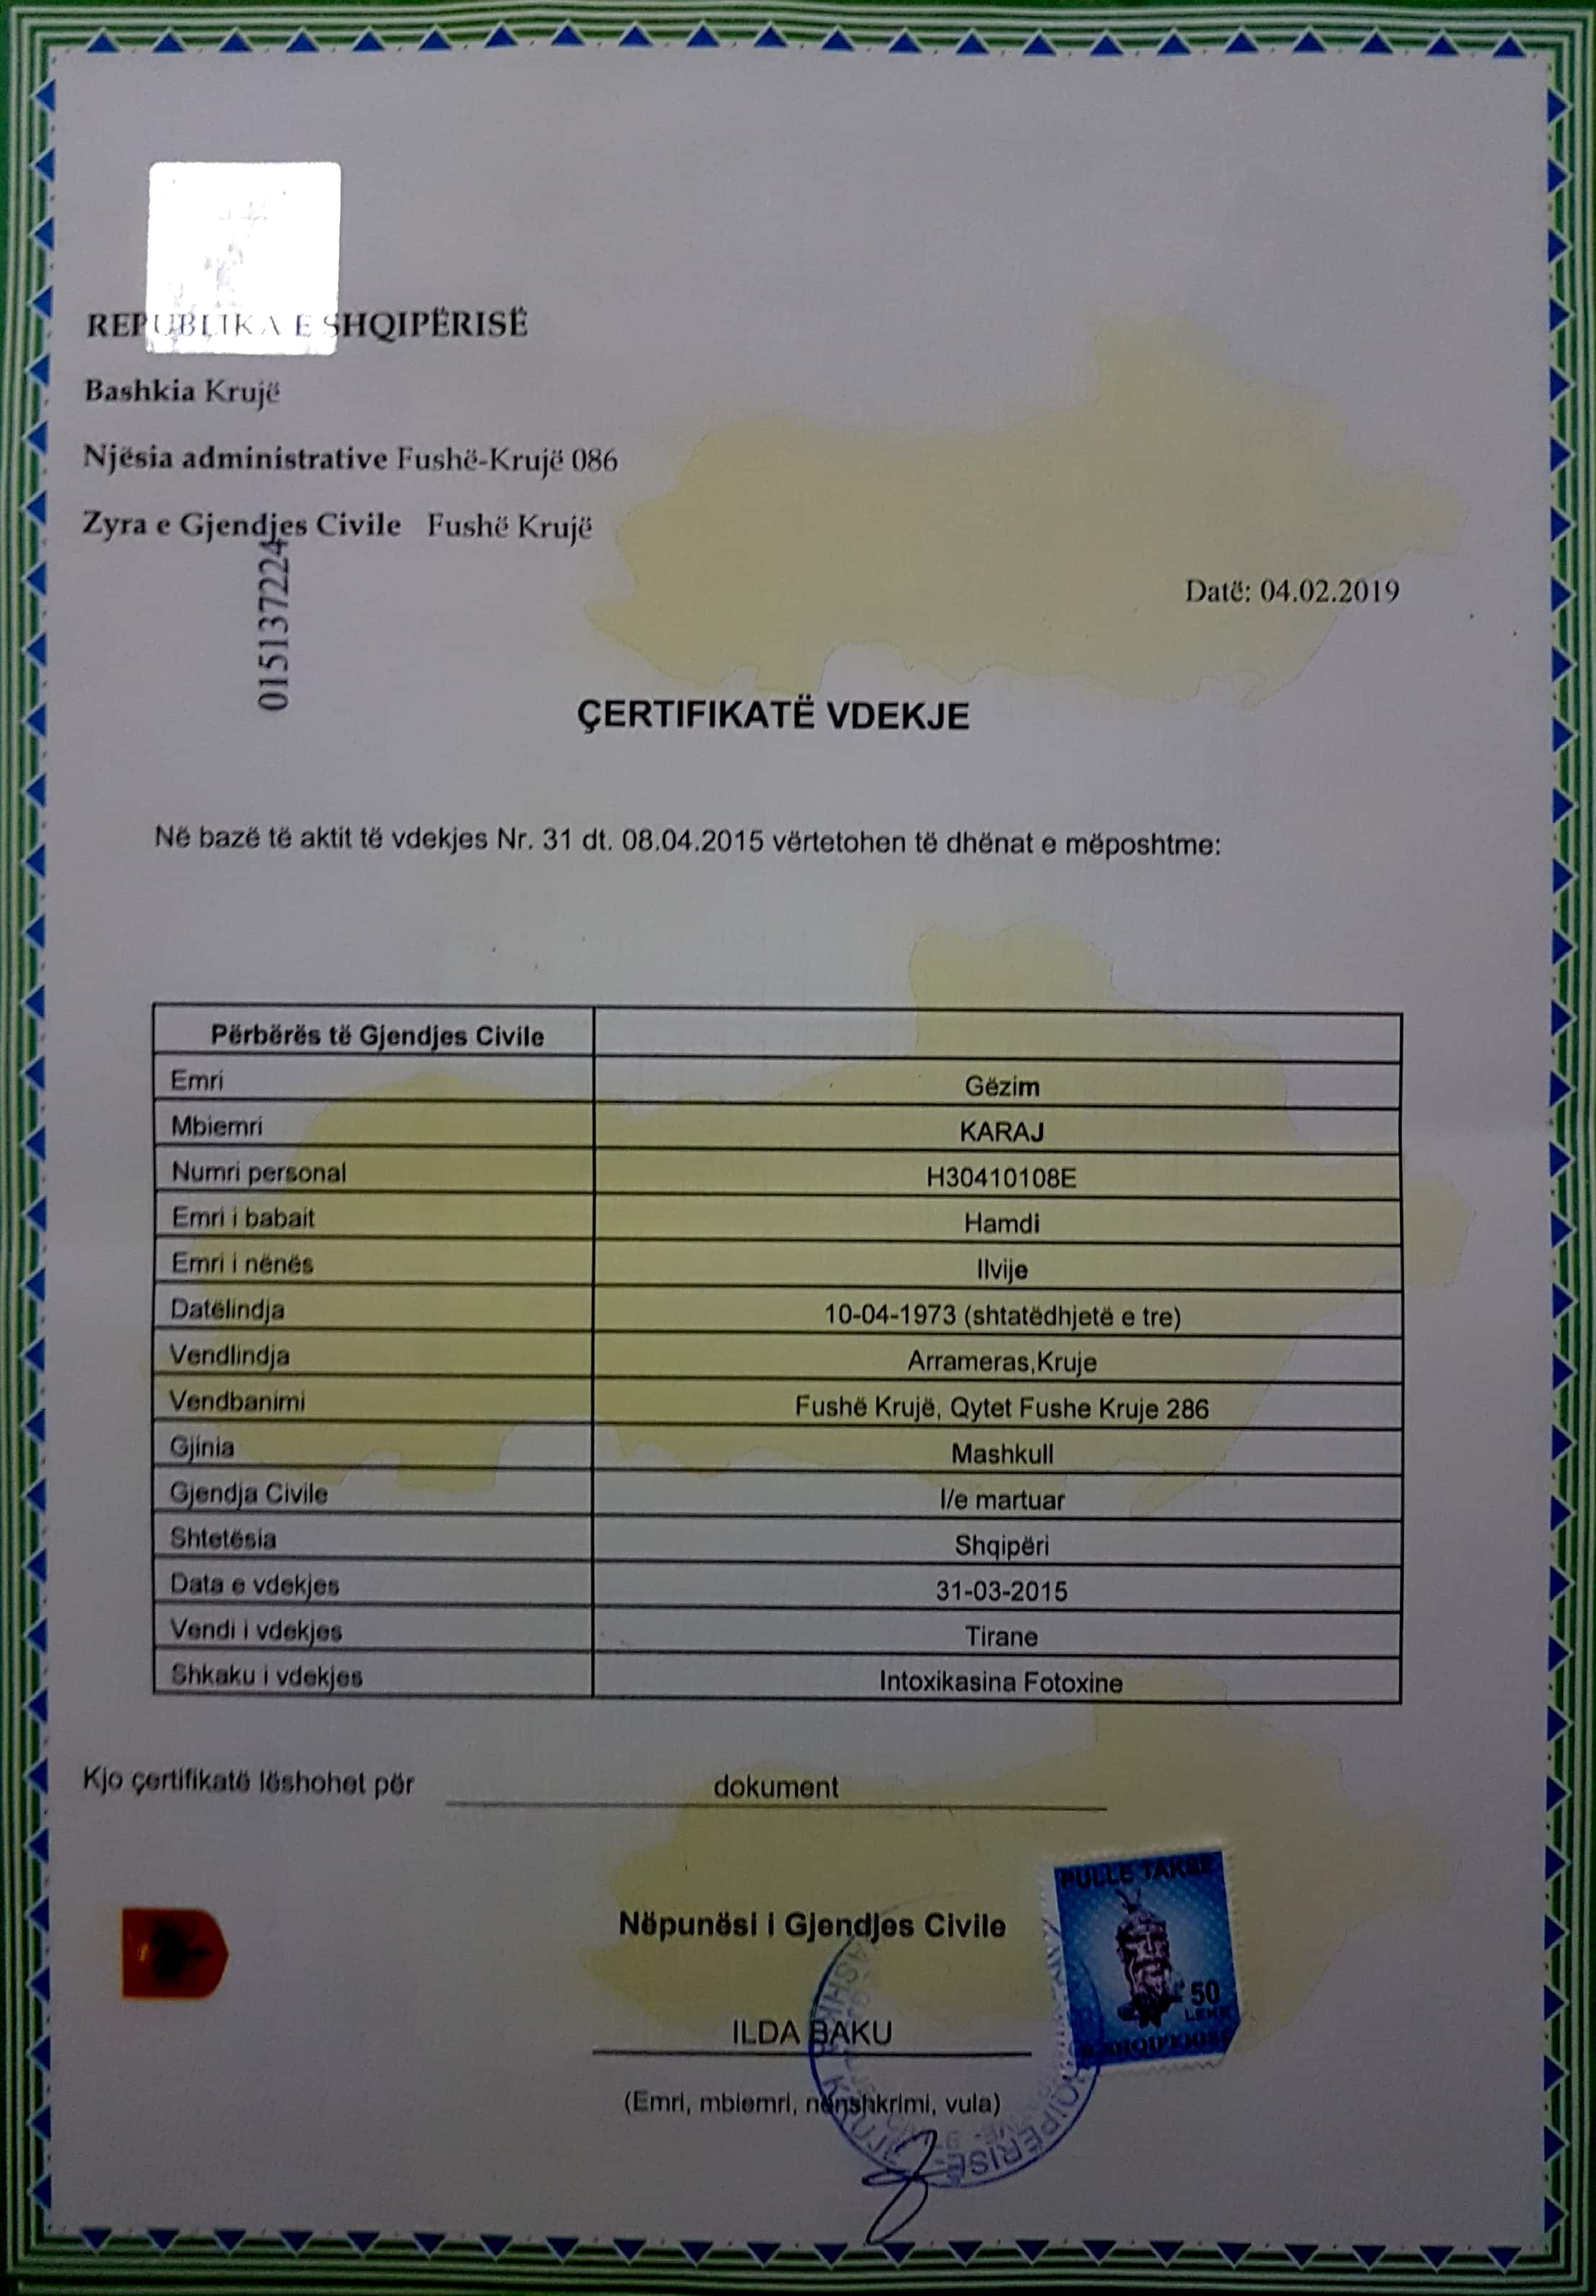 REPUBLIKA E SHQIPËRISË
Bashkia Krujë
Njësia administrative Fushë-Krujë 086
Zyra e Gjendjes Civile Fushë Krujë
015137224
Datë: 04.02.2019
ÇERTIFIKATË VDEKJE
Në bazë të aktit të vdekjes Nr. 31 dt. 08.04.2015 vërtetohen të dhënat e mëposhtme:
Përbërës të Gjendjes Civile
Emri Gëzim
Mbiemri KARAJ
Numri personal H30410108E
Emri i babait Hamdi
Emri i nënës Ilvije
Datëlindja 10-04-1973 (shtatëdhjetë e tre)
Vendlindja Arrameras,Kruje
Vendbanimi Fushë Krujë, Qytet Fushe Kruje 286
Gjinia Mashkull
Gjendja Civile I/e martuar
Shtetësia Shqipëri
Data e vdekjes 31-03-2015
Vendi i vdekjes Tirane
Shkaku i vdekjes Intoxikasina Fotoxine
Kjo çertifikatë lëshohet për dokument
PULLE TAKSE
50
LEKE
Nëpunësi i Gjendjes Civile
ILDA BAKU
(Emri, mbiemri, nënshkrimi, vula)